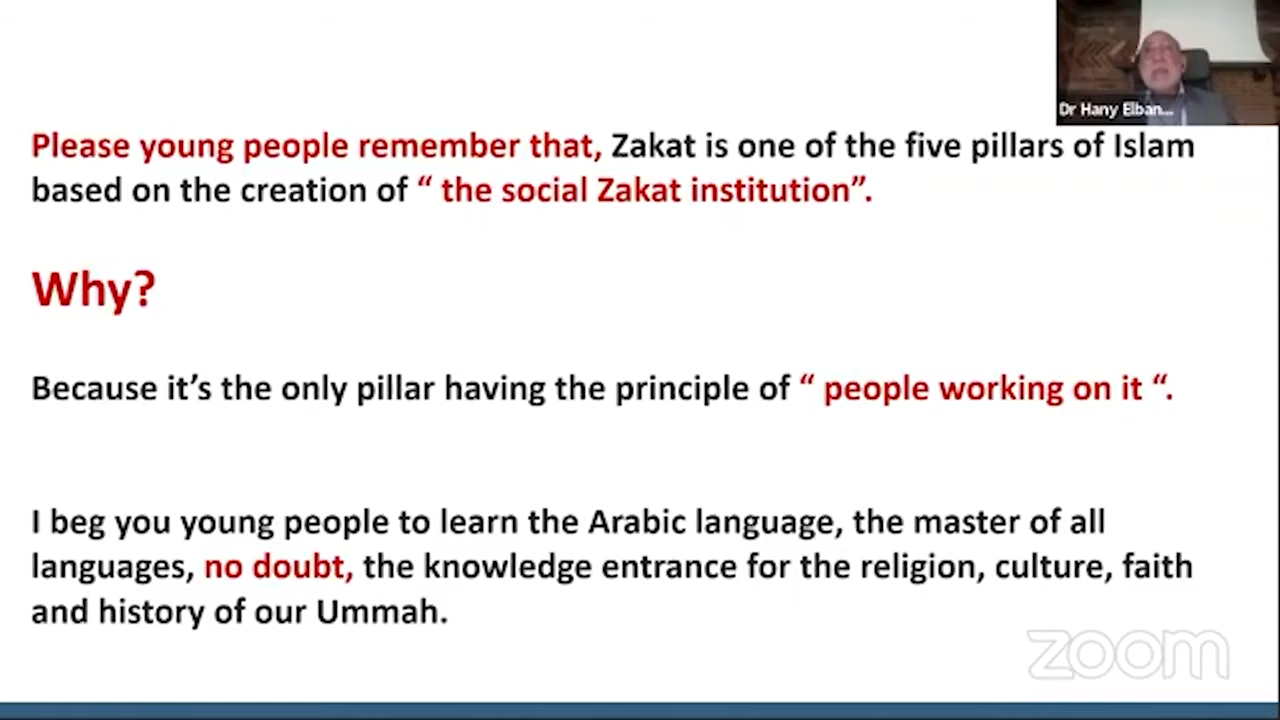 Dr Hany Elban...
Please young people remember that, Zakat is one of the five pillars of Islam
based on the creation of “ the social Zakat institution”.
Why?
Because it’s the only pillar having the principle of “ people working on it “.
I beg you young people to learn the Arabic language, the master of all
languages, no doubt, the knowledge entrance for the religion, culture, faith
and history of our Ummah.
zoom